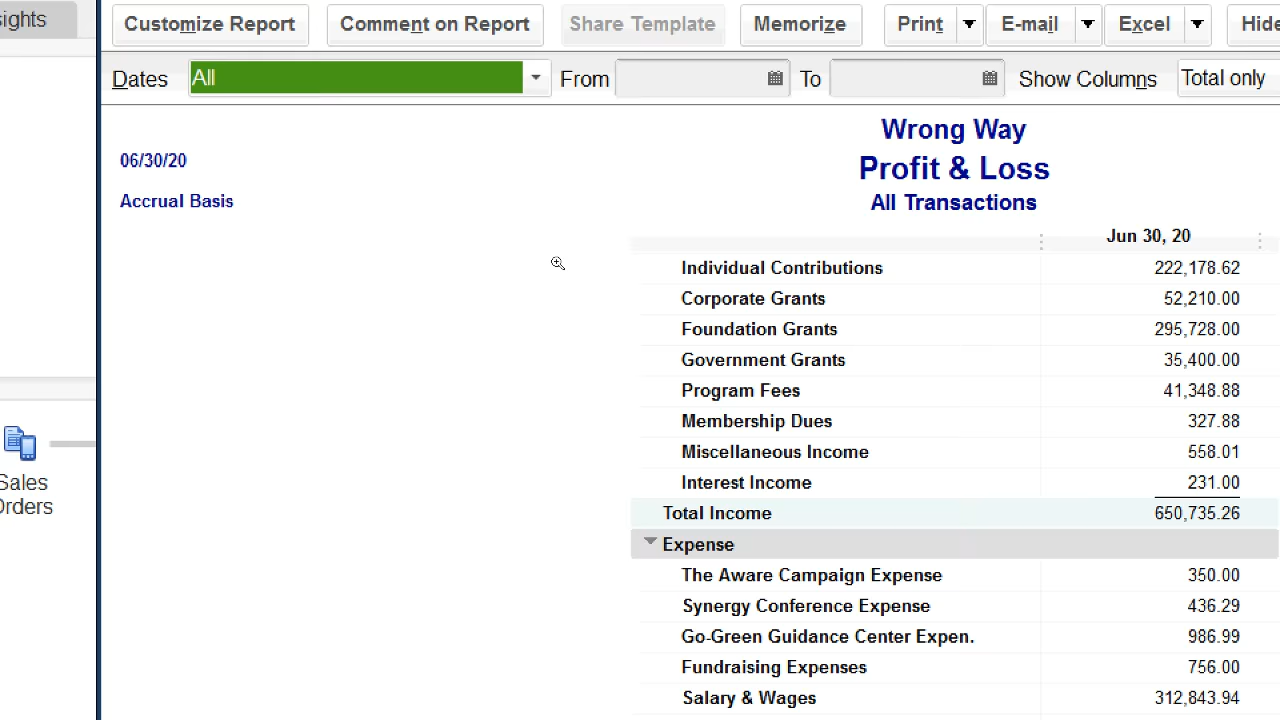 sights
Customize Report Comment on Report Share Template Memorize Print E-mail Excel Hide
Dates All From To Show Columns Total only
Wrong Way
06/30/20
Profit & Loss
Accrual Basis
All Transactions
Jun 30, 20
Individual Contributions 222,178.62
Corporate Grants 52,210.00
Foundation Grants 295,728.00
Government Grants 35,400.00
Program Fees 41,348.88
Membership Dues 327.88
Miscellaneous Income 558.01
Interest Income 231.00
Total Income 650,735.26
Expense
The Aware Campaign Expense 350.00
Synergy Conference Expense 436.29
Go-Green Guidance Center Expen. 986.99
Fundraising Expenses 756.00
Salary & Wages 312,843.94
Sales
Orders